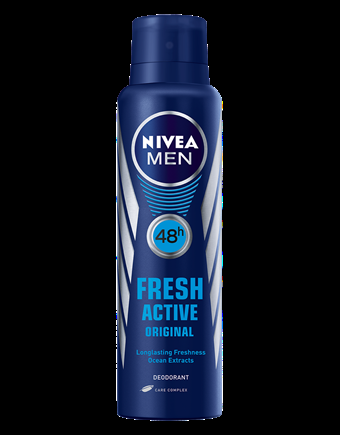 NIVEA
MEN
48h
FRESH
ACTIVE
ORIGINAL
Longlasting Freshness
Ocean Extracts
DEODORANT
CARE COMPLEX